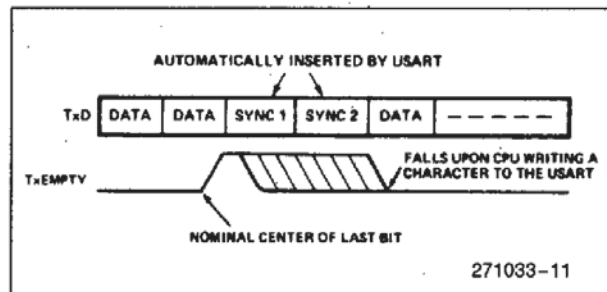 AUTOMATICALLY INSERTED BY USART
TxD DATA DATA SYNC 1 SYNC 2 DATA
TxEMPTY
FALLS UPON CPU WRITING A
CHARACTER TO THE USART
NOMINAL CENTER OF LAST BIT
271033-11